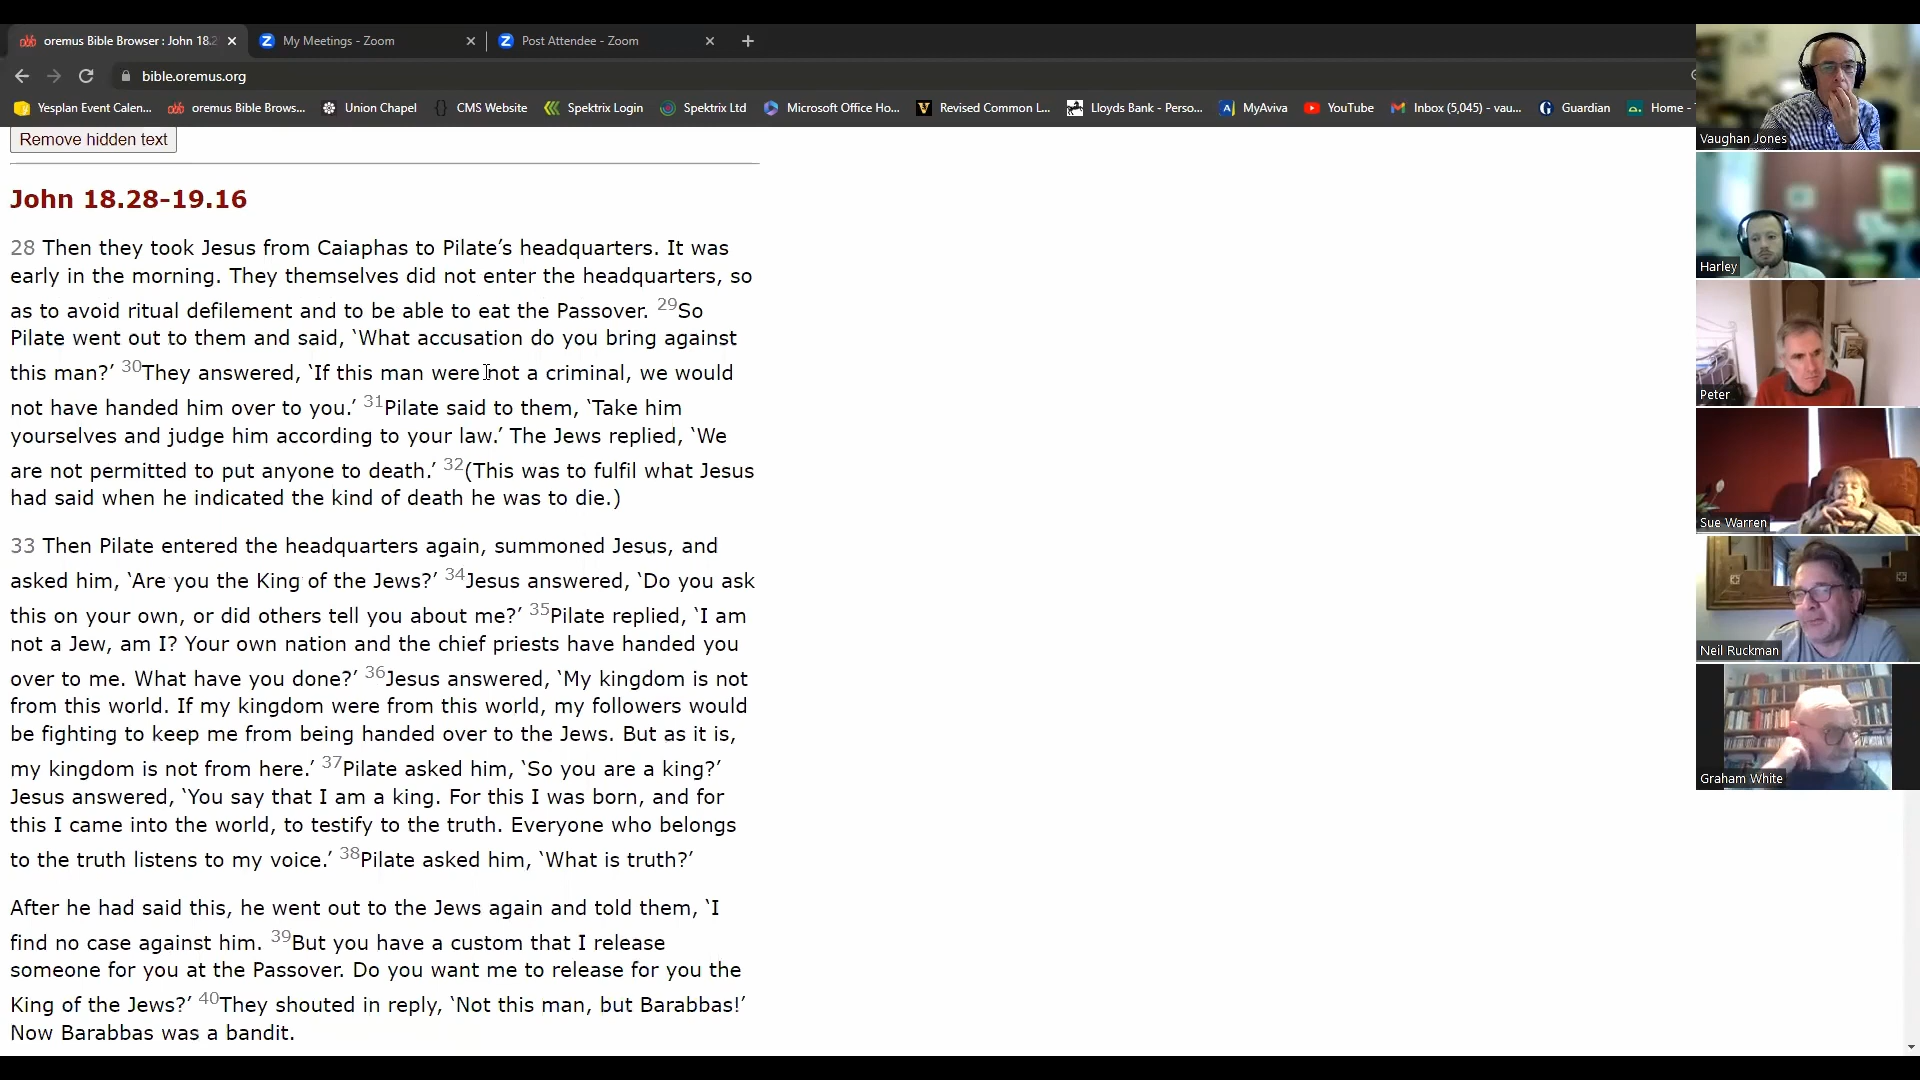 oremus Bible Browser : John 18.2
My Meetings - Zoom
Post Attendee - Zoom
bible.oremus.org
Yesplan Event Calen...
oremus Bible Brows...
Union Chapel
CMS Website
Spektrix Login
Spektrix Ltd
Microsoft Office Ho...
Revised Common L...
Lloyds Bank - Perso...
MyAviva
YouTube
Inbox (5,045) - vau...
Guardian
Home -
Remove hidden text
John 18.28-19.16
28 Then they took Jesus from Caiaphas to Pilate’s headquarters. It was
early in the morning. They themselves did not enter the headquarters, so
as to avoid ritual defilement and to be able to eat the Passover. 29So
Pilate went out to them and said, ‘What accusation do you bring against
this man?’ 30They answered, ‘If this man were not a criminal, we would
not have handed him over to you.’ 31Pilate said to them, ‘Take him
yourselves and judge him according to your law.’ The Jews replied, ‘We
are not permitted to put anyone to death.’ 32(This was to fulfil what Jesus
had said when he indicated the kind of death he was to die.)
33 Then Pilate entered the headquarters again, summoned Jesus, and
asked him, ‘Are you the King of the Jews?’ 34Jesus answered, ‘Do you ask
this on your own, or did others tell you about me?’ 35Pilate replied, ‘I am
not a Jew, am I? Your own nation and the chief priests have handed you
over to me. What have you done?’ 36Jesus answered, ‘My kingdom is not
from this world. If my kingdom were from this world, my followers would
be fighting to keep me from being handed over to the Jews. But as it is,
my kingdom is not from here.’ 37Pilate asked him, ‘So you are a king?’
Jesus answered, ‘You say that I am a king. For this I was born, and for
this I came into the world, to testify to the truth. Everyone who belongs
to the truth listens to my voice.’ 38Pilate asked him, ‘What is truth?’
After he had said this, he went out to the Jews again and told them, ‘I
find no case against him. 39But you have a custom that I release
someone for you at the Passover. Do you want me to release for you the
King of the Jews?’ 40They shouted in reply, ‘Not this man, but Barabbas!’
Now Barabbas was a bandit.
Vaughan Jones
Harley
Peter
Sue Warren
Neil Ruckman
Graham White